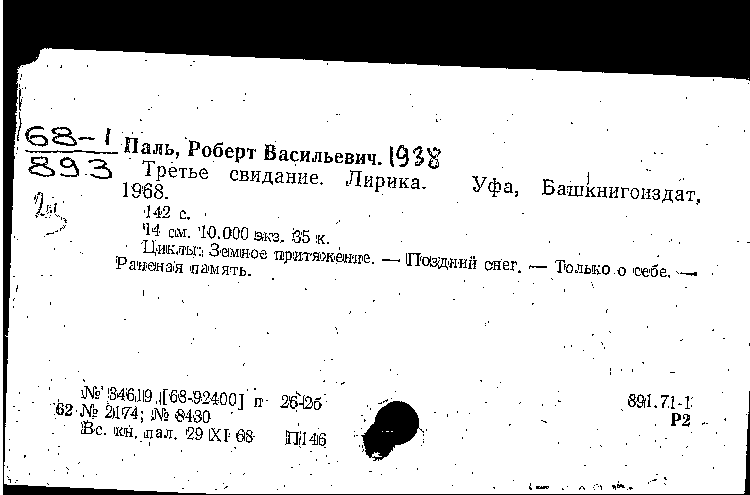 68-1
893
Паль, Роберт Васильевич. 1938
Третье свидание. Лирика. Уфа, Башкнигоиздат,
1968.
142 с.
14 см. 10.000 экз. 35 к.
Циклы: Земное притяжение. — Поздний снег. — Только о себе. —
Раненая память.
№ 34619 [68-92400] п 26-26 891.71-1
62 № 2174; № 8430 Р2
Вс. кн. пал. 29 XI 68 П146